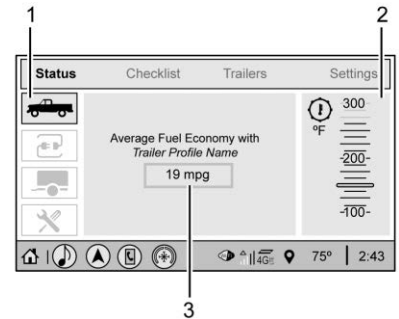 1 2
Status Checklist Trailers Settings
Average Fuel Economy with
Trailer Profile Name
19 mpg
°F
300
-200-
-100-
4G
75° 2:43
3